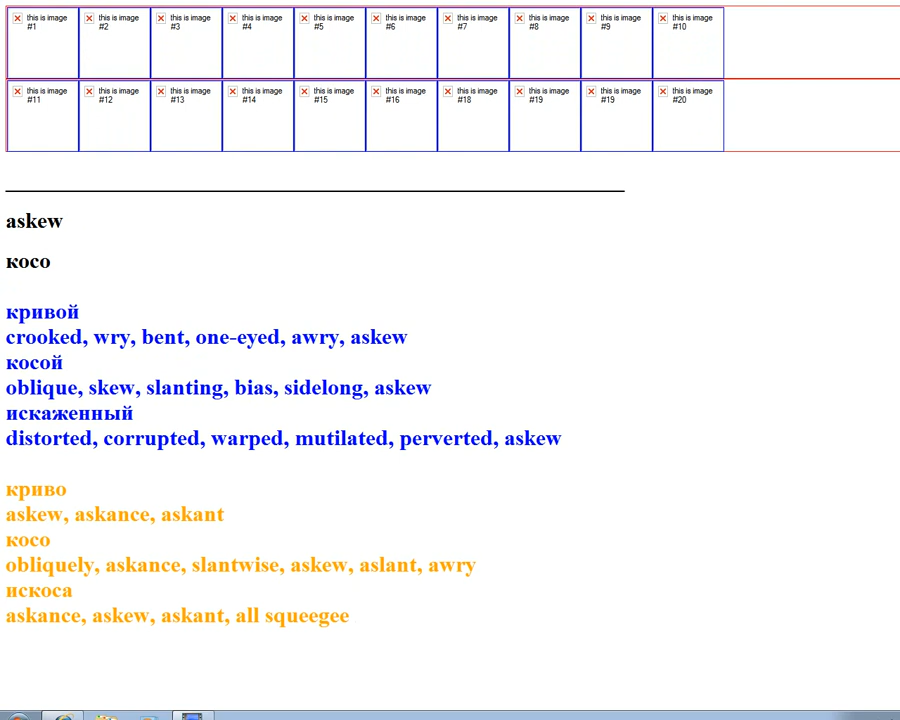 this is image #1 this is image #2 this is image #3 this is image #4 this is image #5 this is image #6 this is image #7 this is image #8 this is image #9 this is image #10
this is image #11 this is image #12 this is image #13 this is image #14 this is image #15 this is image #16 this is image #18 this is image #19 this is image #19 this is image #20
askew
косо
кривой
crooked, wry, bent, one-eyed, awry, askew
косой
oblique, skew, slanting, bias, sidelong, askew
искаженный
distorted, corrupted, warped, mutilated, perverted, askew
криво
askew, askance, askant
косо
obliquely, askance, slantwise, askew, aslant, awry
искоса
askance, askew, askant, all squeegee